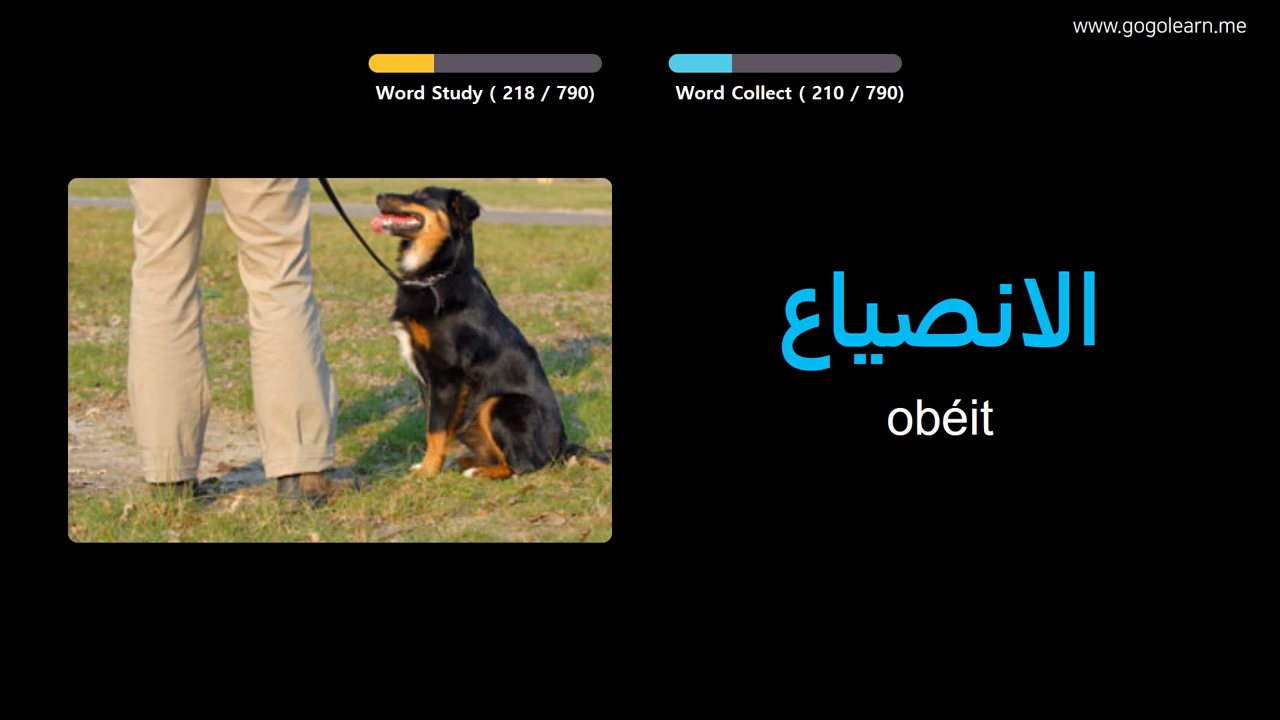 www.gogolearn.me
Word Study ( 218 / 790)
Word Collect ( 210 / 790)
الانصياع
obéit